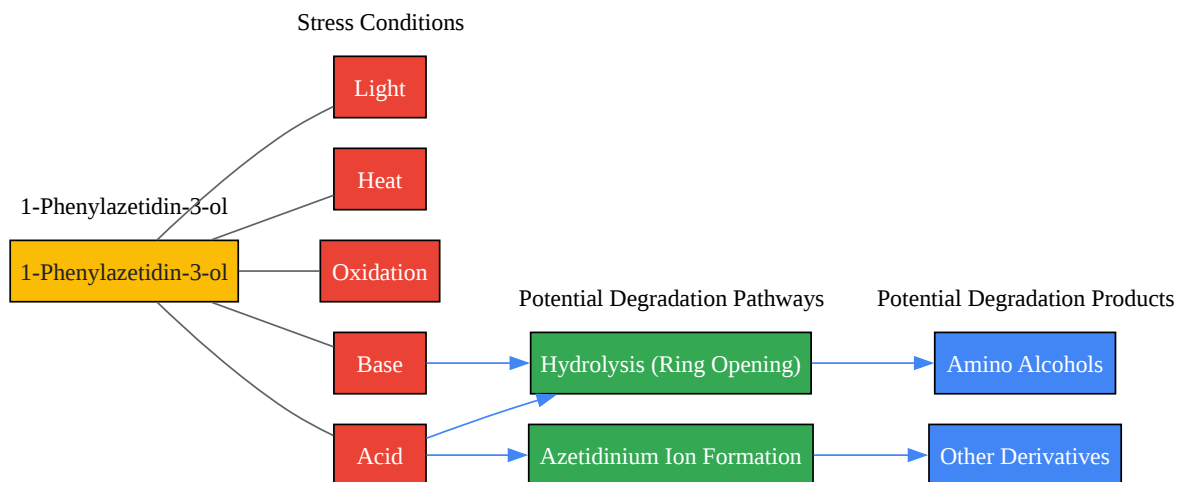 Stress Conditions
Light
Heat
1-Phenylazetidin-3-ol
1-Phenylazetidin-3-ol
Oxidation
Potential Degradation Pathways
Potential Degradation Products
Base
Hydrolysis (Ring Opening)
Amino Alcohols
Acid
Azetidinium Ion Formation
Other Derivatives